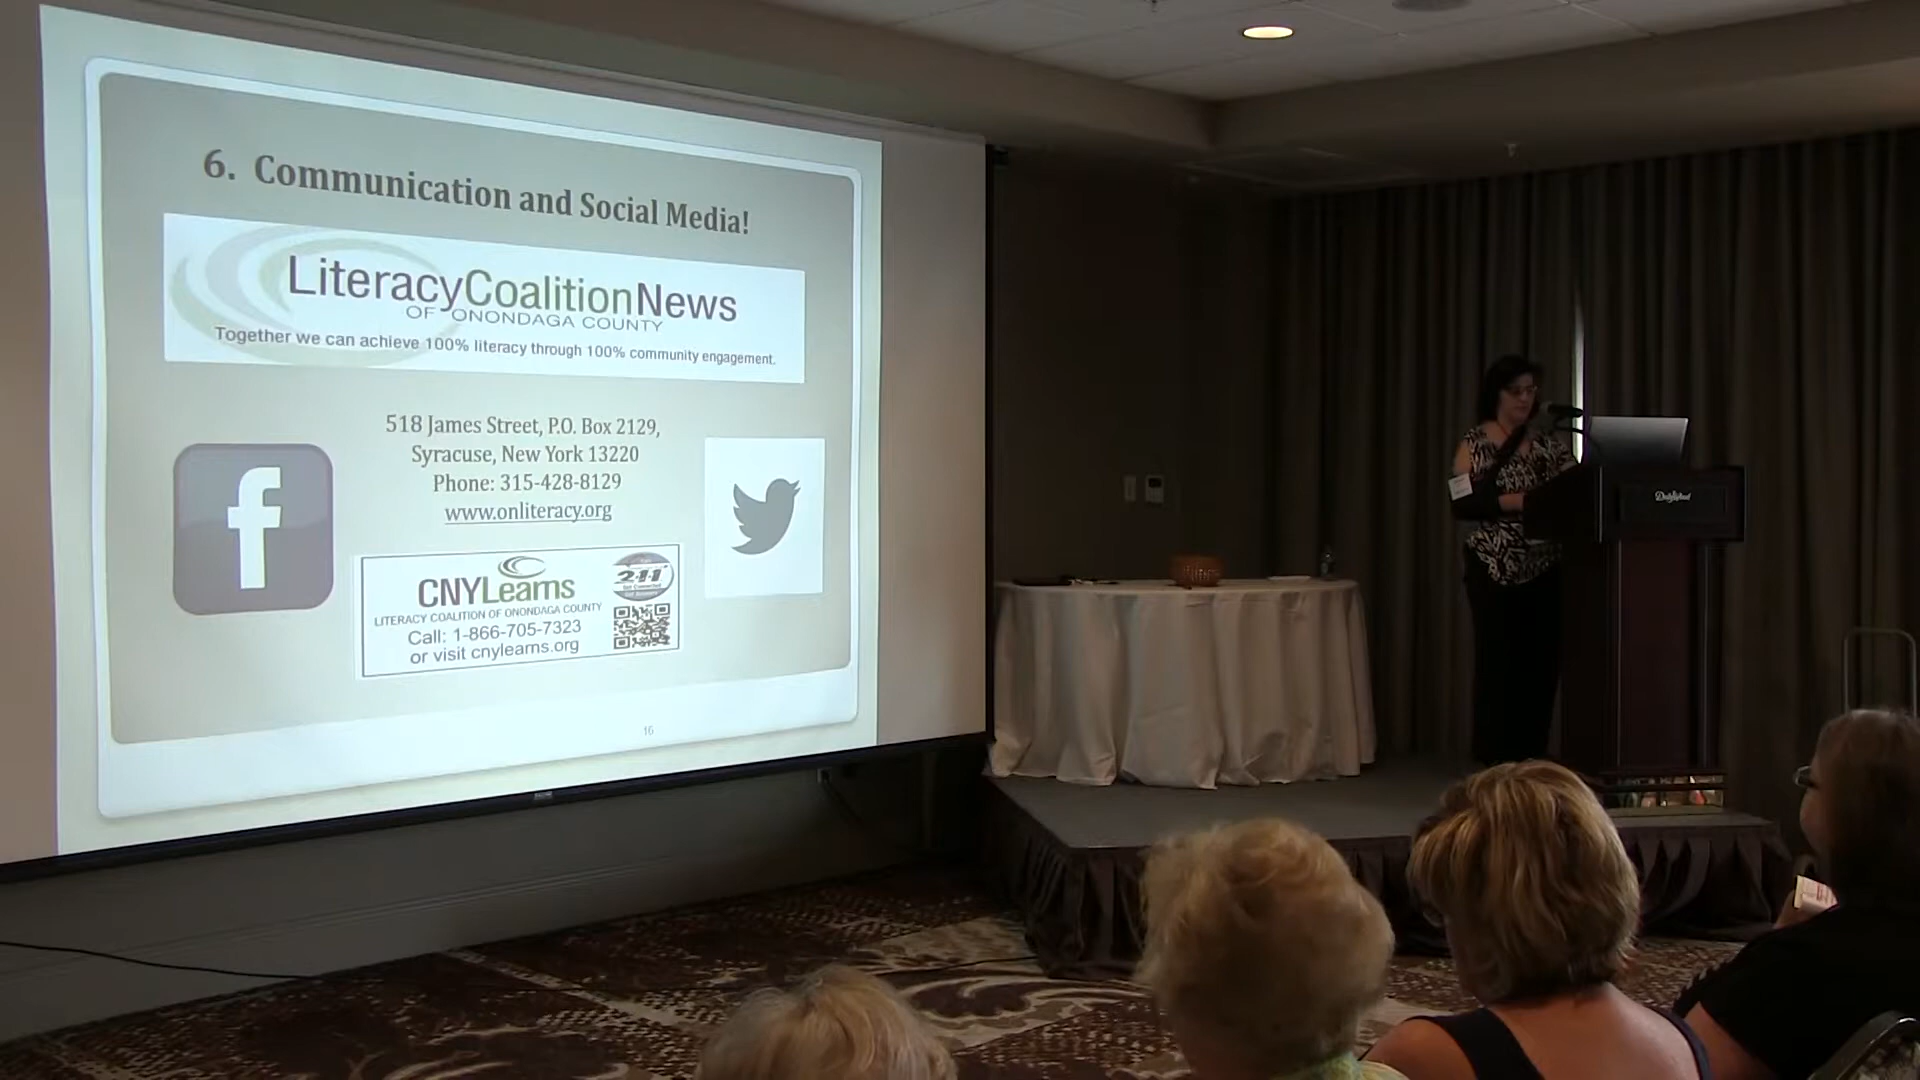 6. Communication and Social Media!
LiteracyCoalitionNews
OF ONONDAGA COUNTY
Together we can achieve 100% literacy through 100% community engagement.
518 James Street, P.O. Box 2129,
Syracuse, New York 13220
Phone: 315-428-8129
www.onliteracy.org
CNYLearns
2-1-1
LITERACY COALITION OF ONONDAGA COUNTY
Call: 1-866-705-7323
or visit cnylearns.org
16
DoubleTree